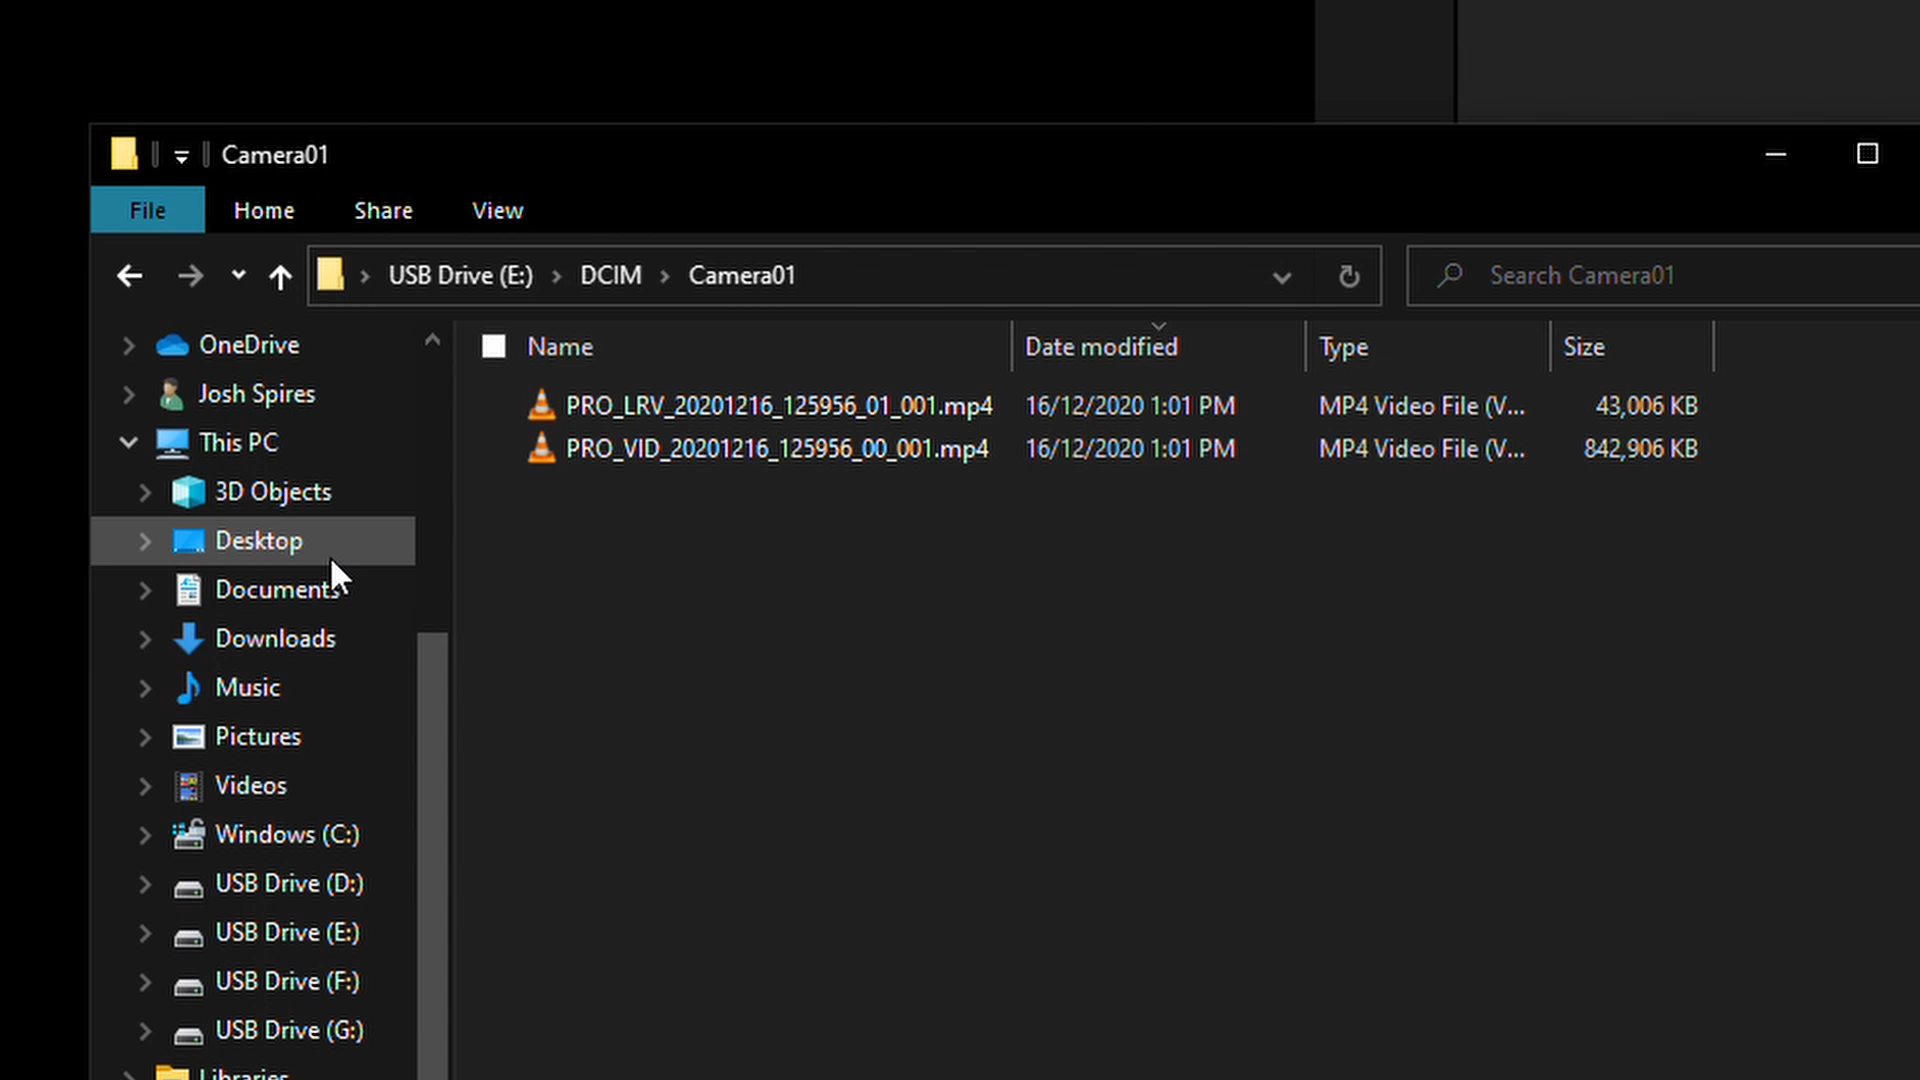 Camera01
File Home Share View
USB Drive (E:) DCIM Camera01
Search Camera01
OneDrive
Josh Spires
This PC
3D Objects
Desktop
Documents
Downloads
Music
Pictures
Videos
Windows (C:)
USB Drive (D:)
USB Drive (E:)
USB Drive (F:)
USB Drive (G:)
Libraries
Name Date modified Type Size
PRO_LRV_20201216_125956_01_001.mp4 16/12/2020 1:01 PM MP4 Video File (V... 43,006 KB
PRO_VID_20201216_125956_00_001.mp4 16/12/2020 1:01 PM MP4 Video File (V... 842,906 KB